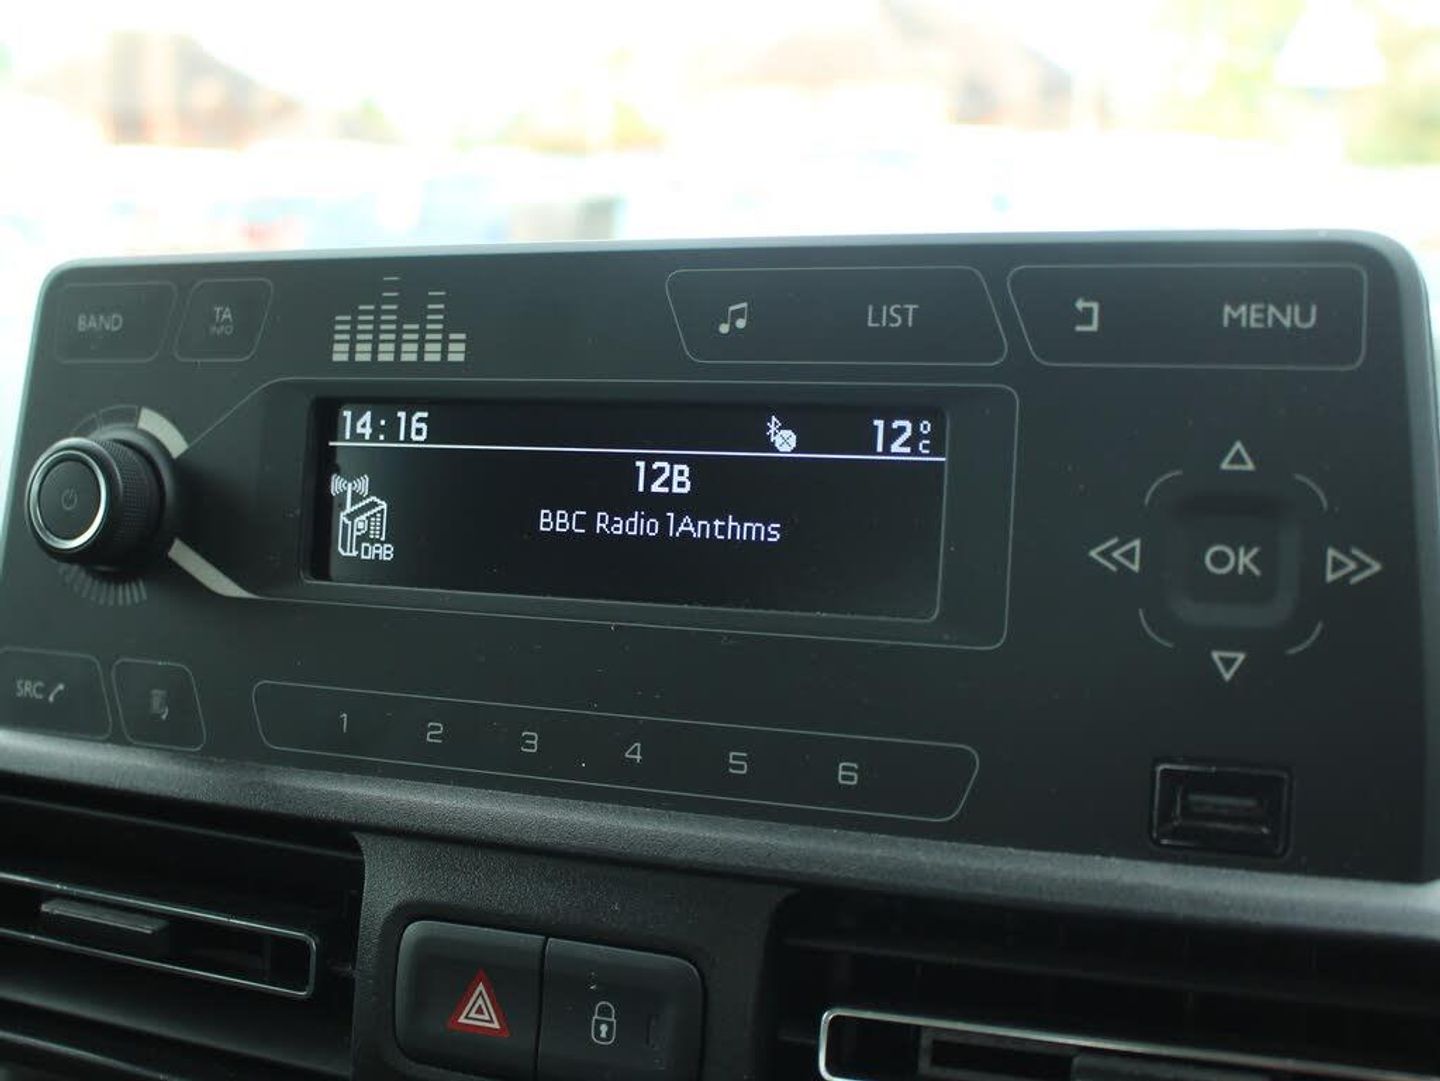 BAND
TA
INFO
LIST
MENU
14:16
12°C
12B
BBC Radio 1Anthms
DAB
OK
SRC
1 2 3 4 5 6